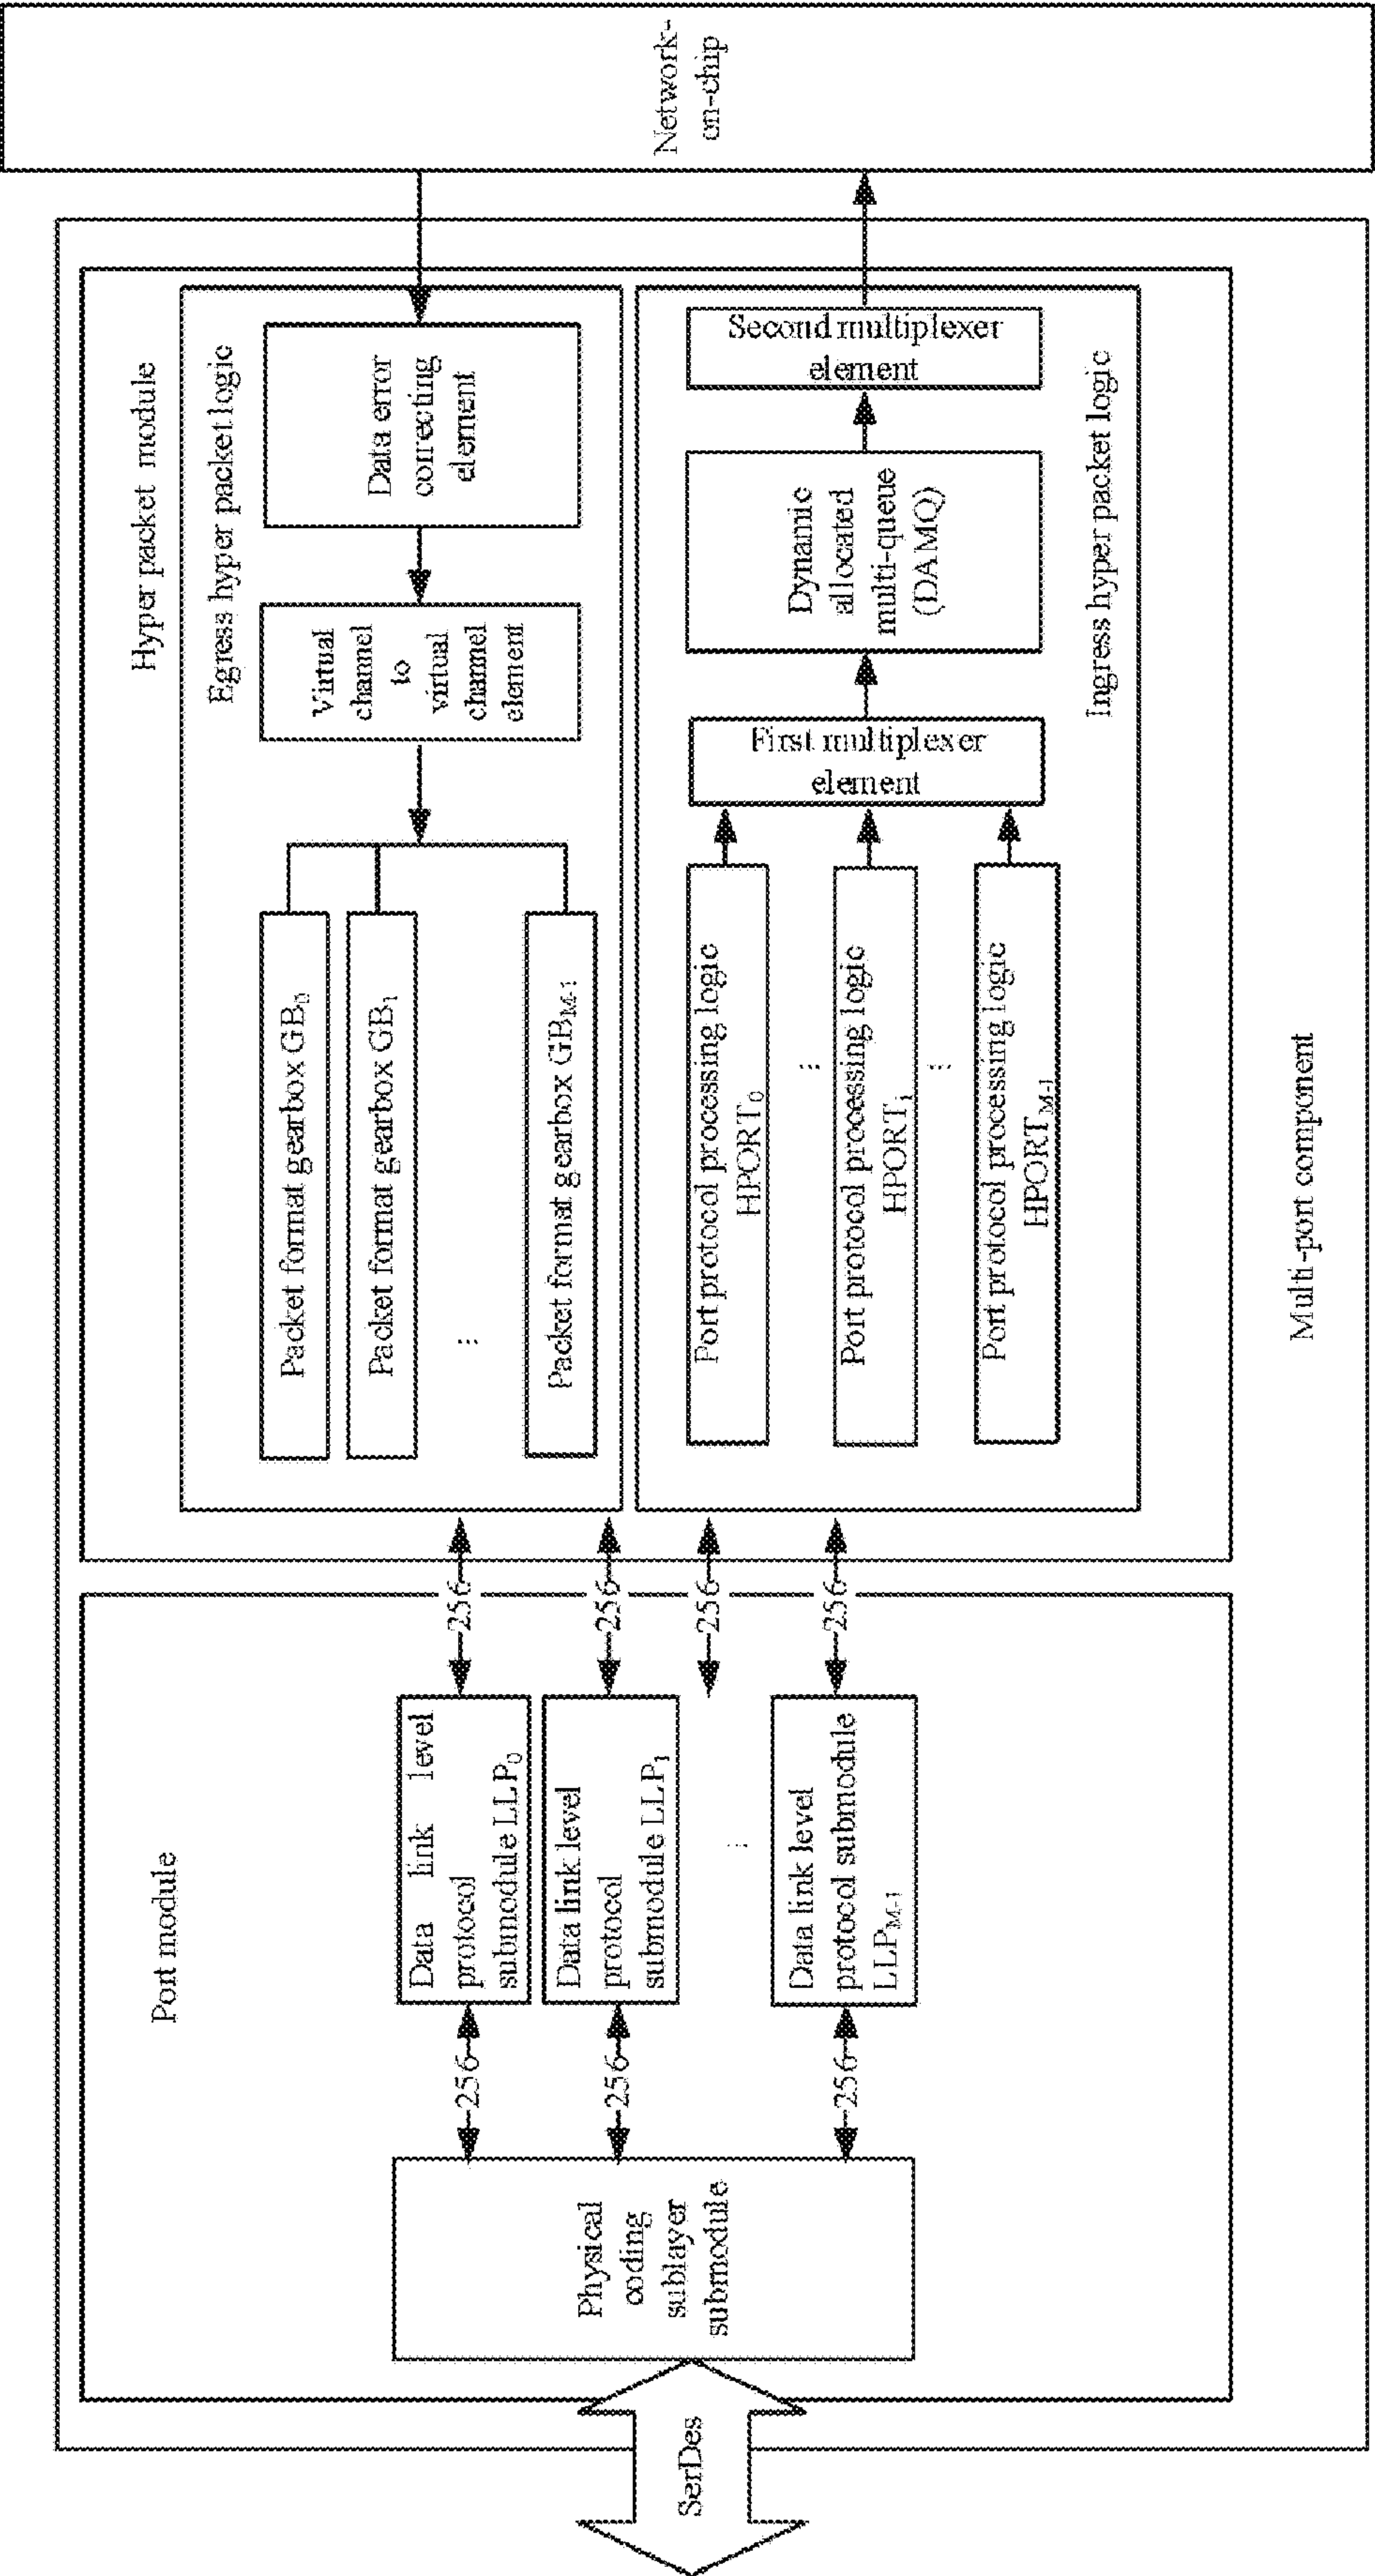 SerDes
Port module
Physical
coding
sublayer
submodule
256
256
256
Data link level
protocol
submodule LLP0
Data link level
protocol
submodule LLP1
...
Data link level
protocol submodule
LLPM-1
256
256
256
256
Hyper packet module
Egress hyper packet logic
Packet format gearbox GB0
Packet format gearbox GB1
...
Packet format gearbox GBM-1
Virtual
channel
to
virtual
channel
element
Data error
correcting
element
Port protocol processing logic
HPORT0
...
Port protocol processing logic
HPORTi
...
Port protocol processing logic
HPORTM-1
First multiplexer
element
Dynamic
allocated
multi-queue
(DAMQ)
Second multiplexer
element
Ingress hyper packet logic
Multi-port component
Network-
on-chip